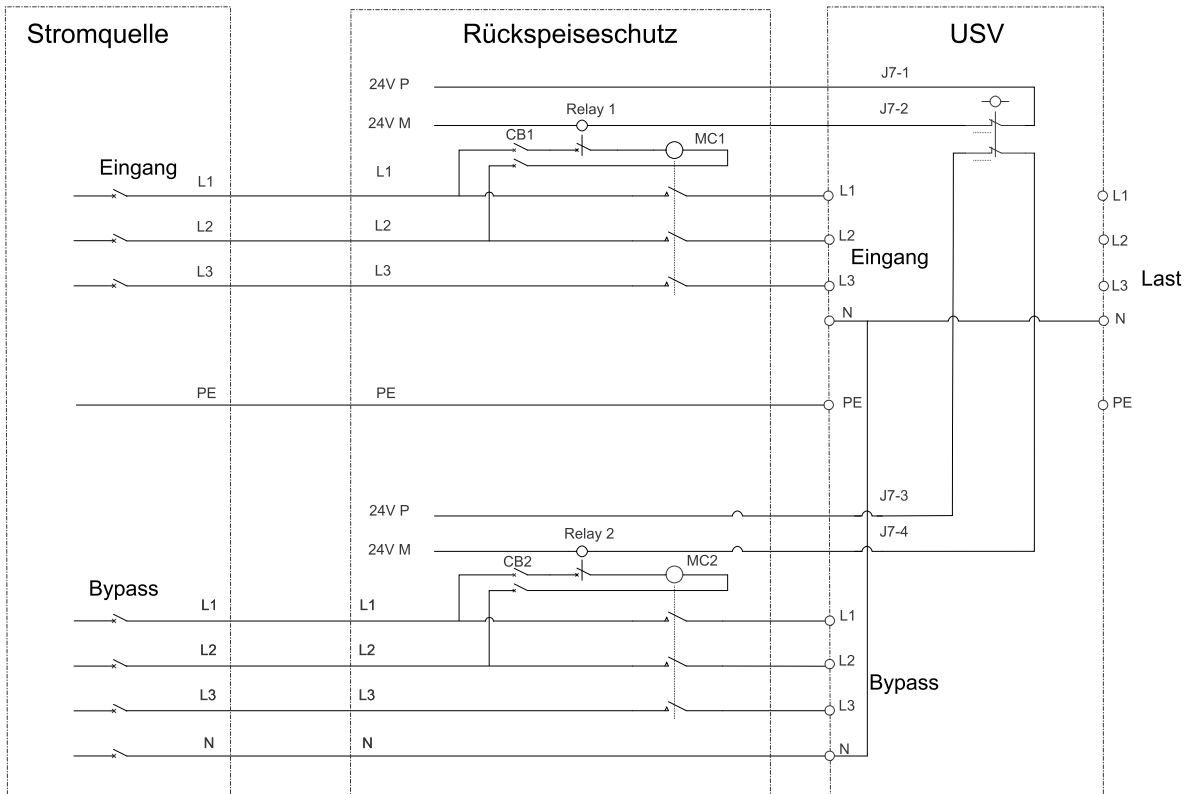 Stromquelle
Rückspeiseschutz
USV
J7-1
24V P
Relay 1
J7-2
24V M
CB1
MC1
Eingang
L1
L1
L1
L1
L2
L2
L2
L2
Eingang
L3
L3
L3
L3
Last
N
N
PE
PE
PE
PE
J7-3
24V P
Relay 2
J7-4
24V M
CB2
MC2
Bypass
L1
L1
L1
L2
L2
L2
Bypass
L3
L3
L3
N
N
N